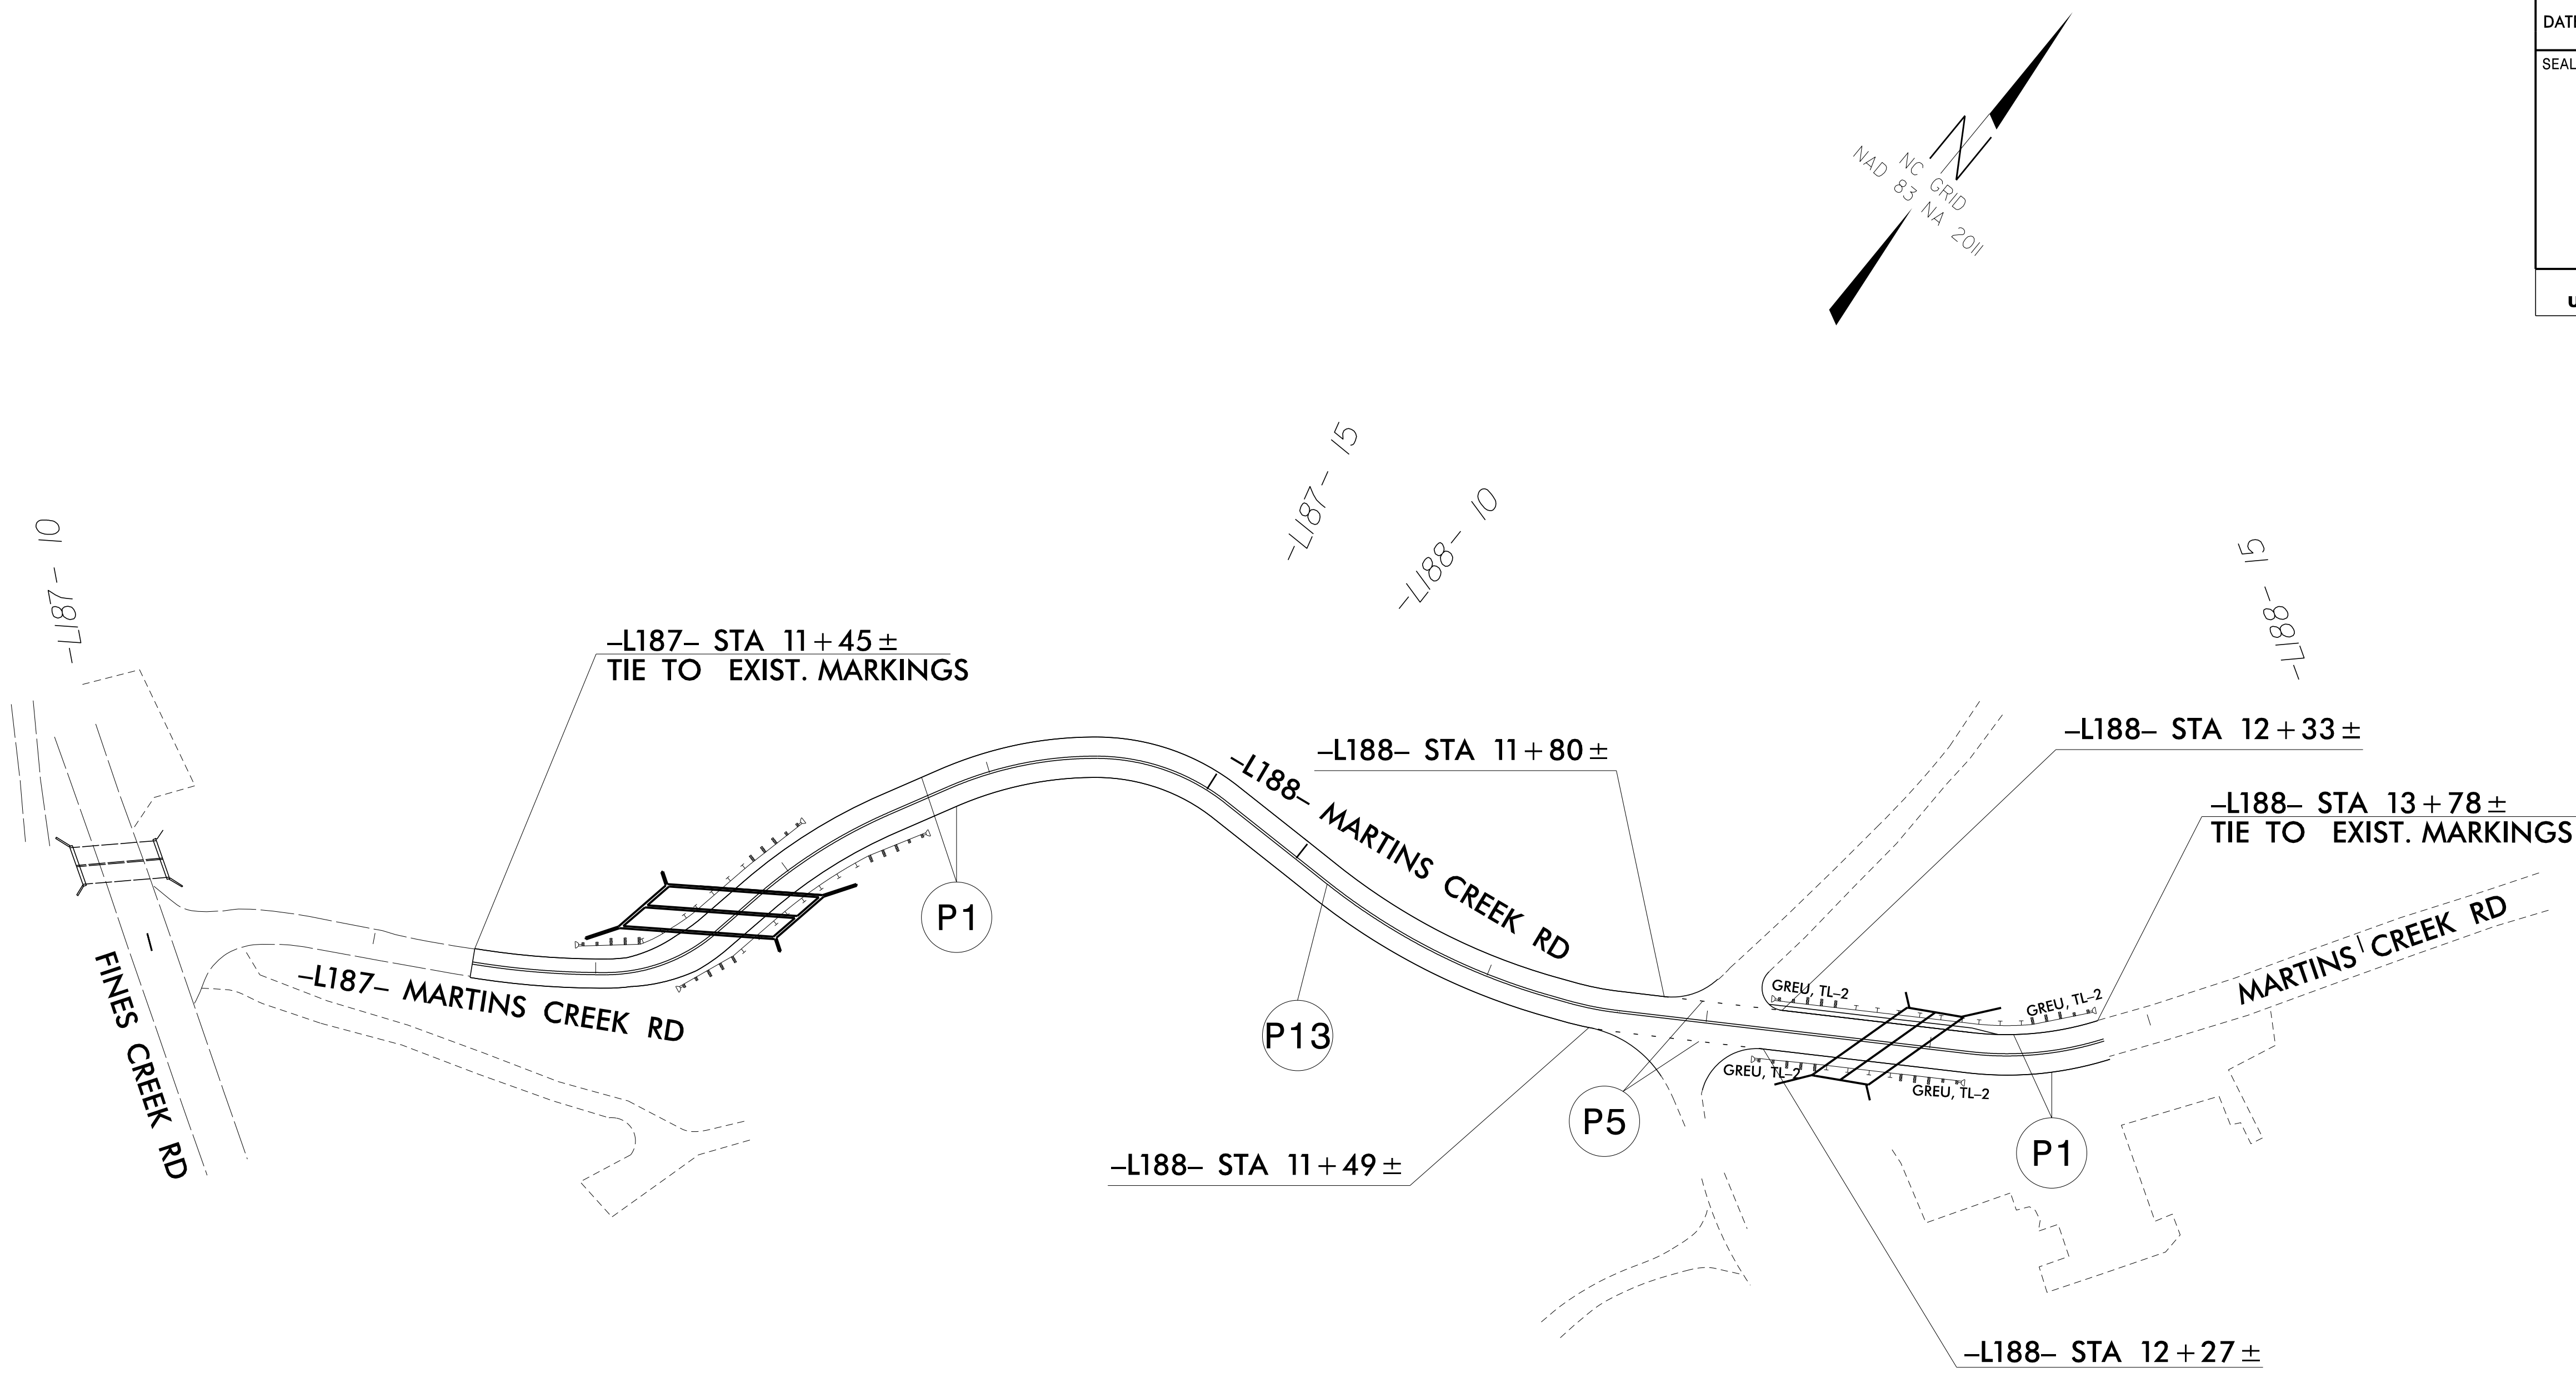 DAT
SEAL
u
NC GRID
NAD 83 NA 2011
-L187- 15
-L188- 10
-L187- 10
-L188- 15
–L187– STA 11+45±
TIE TO EXIST. MARKINGS
–L188– STA 11+80±
–L188– STA 12+33±
–L188– STA 13+78±
TIE TO EXIST. MARKINGS
–L188– MARTINS CREEK RD
P1
MARTINS CREEK RD
–L187– MARTINS CREEK RD
FINES CREEK RD
GREU, TL–2
GREU, TL–2
P13
GREU, TL–2
GREU, TL–2
P5
P1
–L188– STA 11+49±
–L188– STA 12+27±